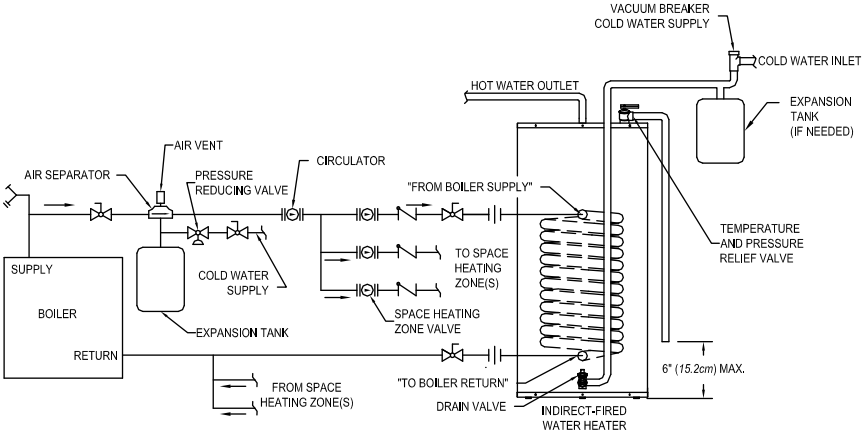 VACUUM BREAKER
COLD WATER SUPPLY
COLD WATER INLET
HOT WATER OUTLET
EXPANSION
TANK
(IF NEEDED)
AIR VENT
AIR SEPARATOR
PRESSURE
REDUCING VALVE
CIRCULATOR
"FROM BOILER SUPPLY"
TEMPERATURE
AND PRESSURE
RELIEF VALVE
TO SPACE
HEATING
ZONE(S)
COLD WATER
SUPPLY
SUPPLY
BOILER
RETURN
EXPANSION TANK
SPACE HEATING
ZONE VALVE
FROM SPACE
HEATING ZONE(S)
"TO BOILER RETURN"
DRAIN VALVE
INDIRECT-FIRED
WATER HEATER
6" (15.2cm) MAX.